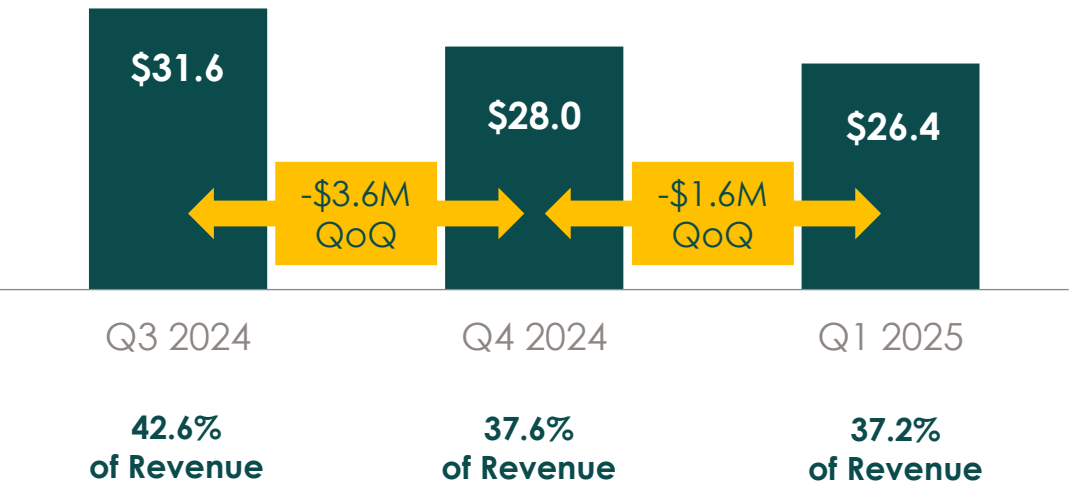 $31.6
$28.0
$26.4
-$3.6M
QoQ
-$1.6M
QoQ
Q3 2024
Q4 2024
Q1 2025
42.6%
of Revenue
37.6%
of Revenue
37.2%
of Revenue